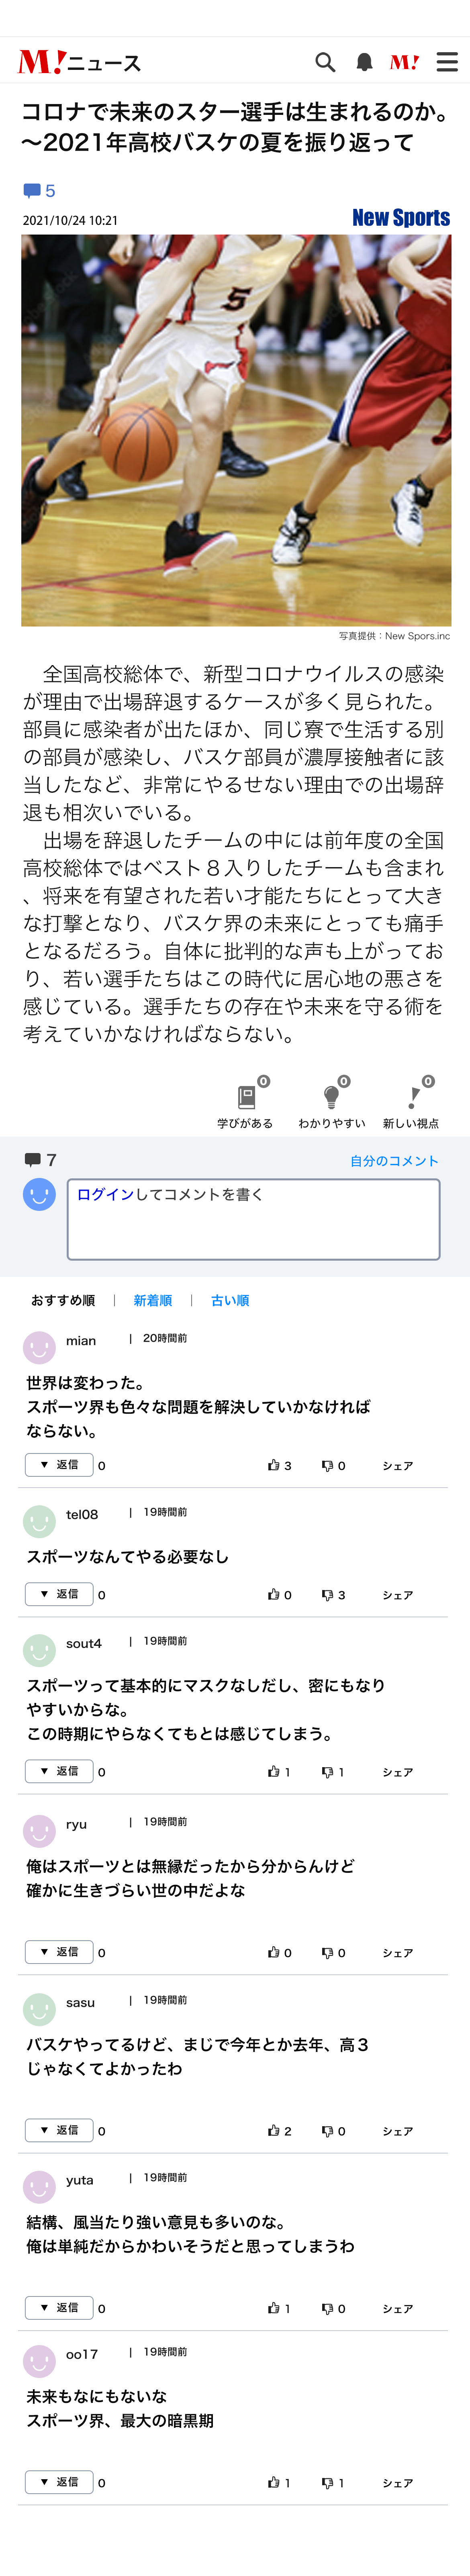 M!ニュース
M!
コロナで未来のスター選手は生まれるのか。
〜2021年高校バスケの夏を振り返って
5
2021/10/24 10:21
New Sports
5
写真提供：New Spors.inc
全国高校総体で、新型コロナウイルスの感染
が理由で出場辞退するケースが多く見られた。
部員に感染者が出たほか、同じ寮で生活する別
の部員が感染し、バスケ部員が濃厚接触者に該
当したなど、非常にやるせない理由での出場辞
退も相次いでいる。
出場を辞退したチームの中には前年度の全国
高校総体ではベスト８入りしたチームも含まれ
、将来を有望された若い才能たちにとって大き
な打撃となり、バスケ界の未来にとっても痛手
となるだろう。自体に批判的な声も上がってお
り、若い選手たちはこの時代に居心地の悪さを
感じている。選手たちの存在や未来を守る術を
考えていかなければならない。
0 0 0
学びがある わかりやすい 新しい視点
7 自分のコメント
ログインしてコメントを書く
おすすめ順 | 新着順 | 古い順
mian | 20時間前
世界は変わった。
スポーツ界も色々な問題を解決していかなければ
ならない。
▼ 返信 0 3 0 シェア
tel08 | 19時間前
スポーツなんてやる必要なし
▼ 返信 0 0 3 シェア
sout4 | 19時間前
スポーツって基本的にマスクなしだし、密にもなり
やすいからな。
この時期にやらなくてもとは感じてしまう。
▼ 返信 0 1 1 シェア
ryu | 19時間前
俺はスポーツとは無縁だったから分からんけど
確かに生きづらい世の中だよな
▼ 返信 0 0 0 シェア
sasu | 19時間前
バスケやってるけど、まじで今年とか去年、高３
じゃなくてよかったわ
▼ 返信 0 2 0 シェア
yuta | 19時間前
結構、風当たり強い意見も多いのな。
俺は単純だからかわいそうだと思ってしまうわ
▼ 返信 0 1 0 シェア
oo17 | 19時間前
未来もなにもないな
スポーツ界、最大の暗黒期
▼ 返信 0 1 1 シェア